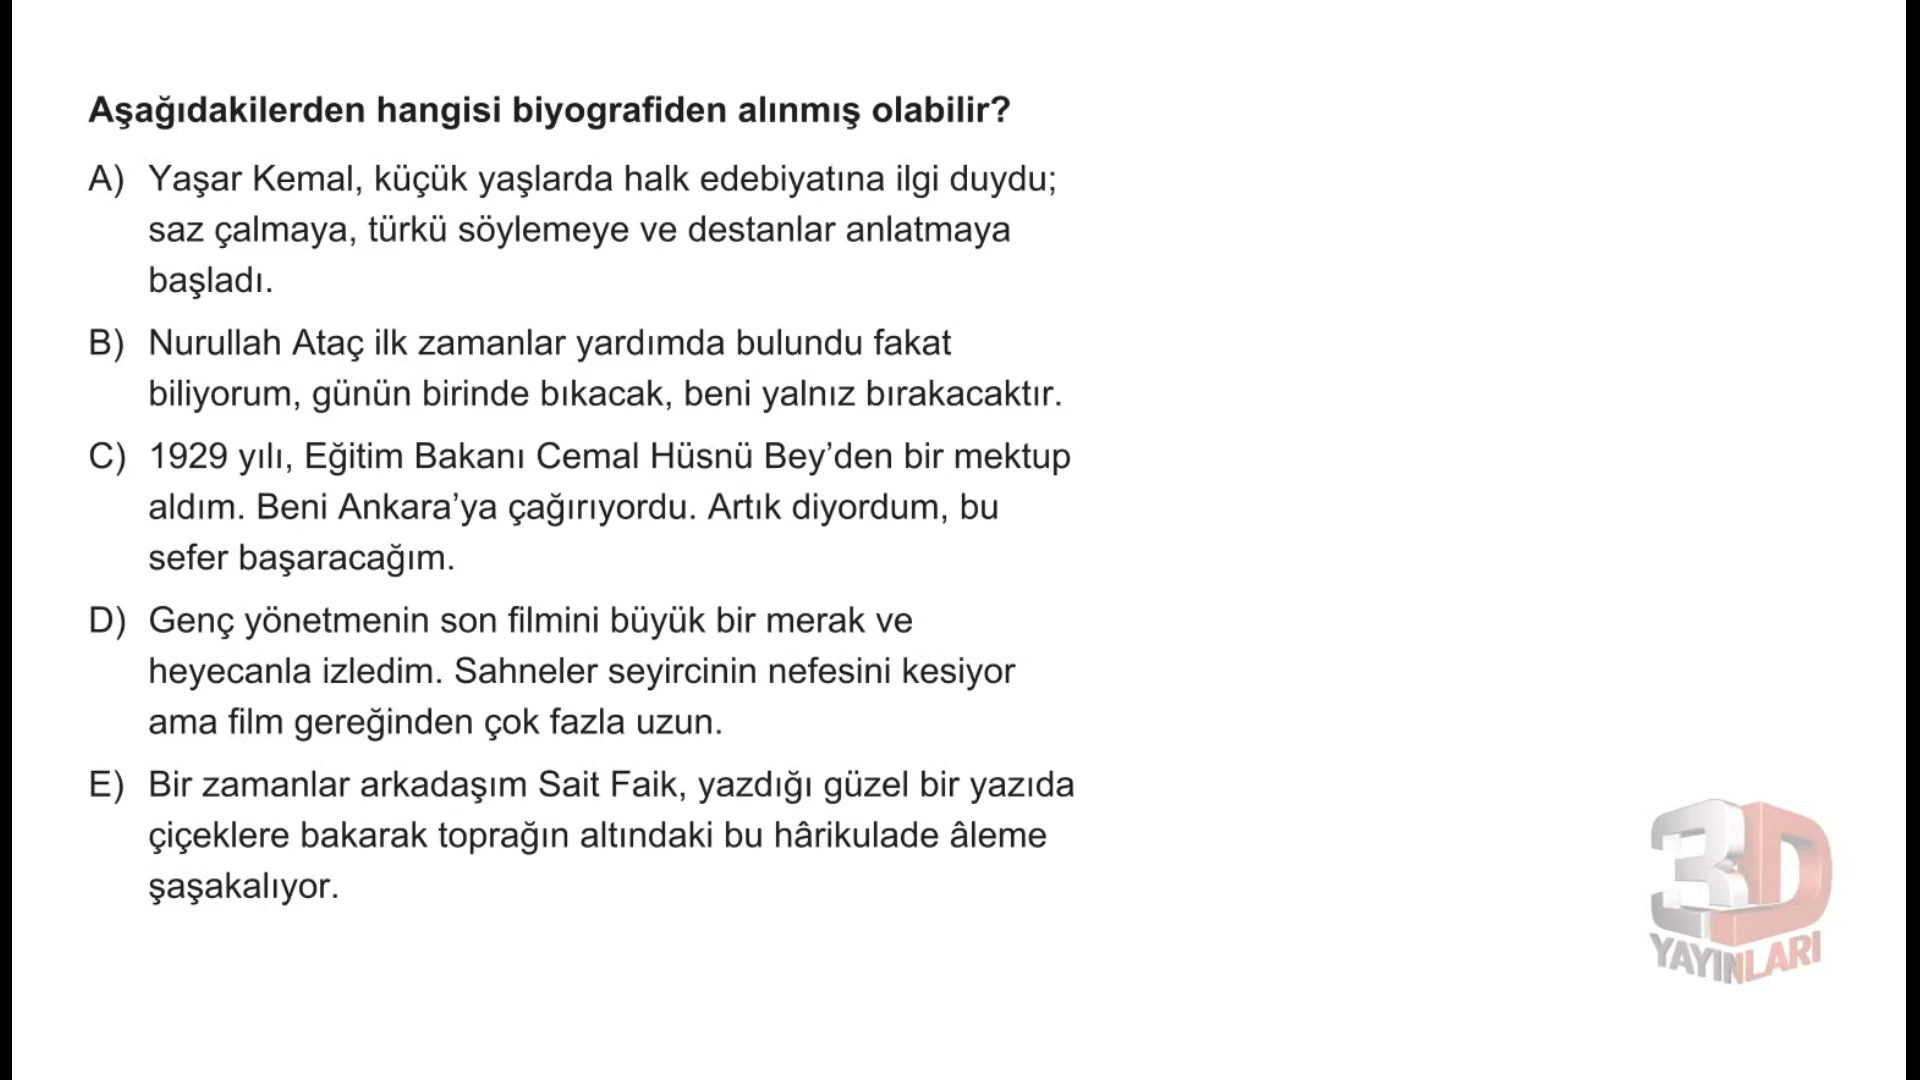 Aşağıdakilerden hangisi biyografiden alınmış olabilir?
A) Yaşar Kemal, küçük yaşlarda halk edebiyatına ilgi duydu;
saz çalmaya, türkü söylemeye ve destanlar anlatmaya
başladı.
B) Nurullah Ataç ilk zamanlar yardımda bulundu fakat
biliyorum, günün birinde bıkacak, beni yalnız bırakacaktır.
C) 1929 yılı, Eğitim Bakanı Cemal Hüsnü Bey’den bir mektup
aldım. Beni Ankara’ya çağırıyordu. Artık diyordum, bu
sefer başaracağım.
D) Genç yönetmenin son filmini büyük bir merak ve
heyecanla izledim. Sahneler seyircinin nefesini kesiyor
ama film gereğinden çok fazla uzun.
E) Bir zamanlar arkadaşım Sait Faik, yazdığı güzel bir yazıda
çiçeklere bakarak toprağın altındaki bu hârikulade âleme
şaşakalıyor.
3D
YAYINLARI